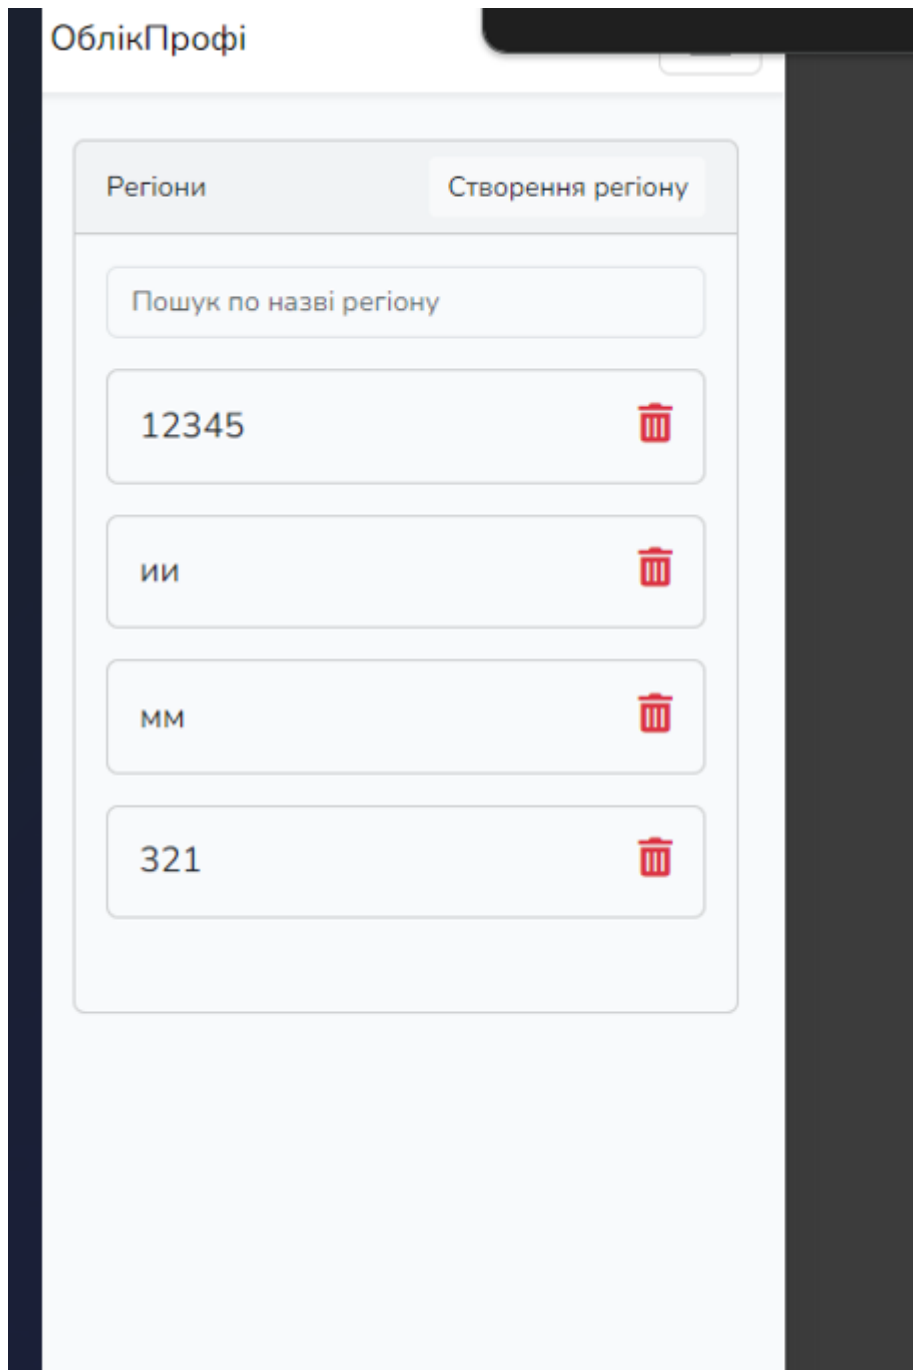 ОблікПрофі
Регіони
Створення регіону
Пошук по назві регіону
12345
ии
мм
321